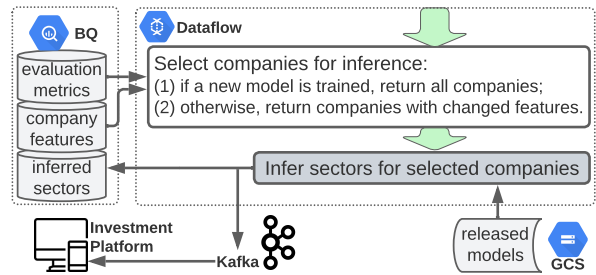 BQ
Dataflow
evaluation
metrics
company
features
inferred
sectors
Select companies for inference:
(1) if a new model is trained, return all companies;
(2) otherwise, return companies with changed features.
Infer sectors for selected companies
Investment
Platform
Kafka
released
models
GCS